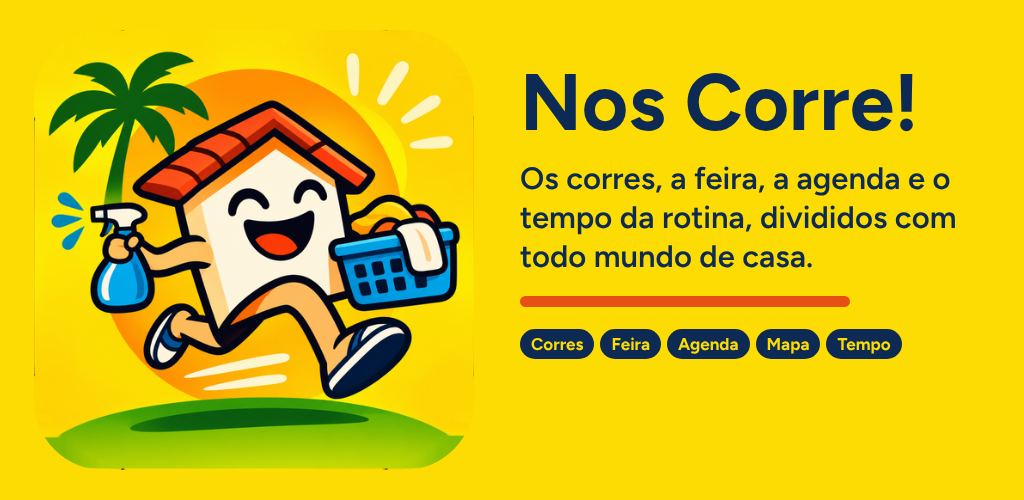 Nos Corre!
Os corres, a feira, a agenda e o
tempo da rotina, divididos com
todo mundo de casa.
Corres Feira Agenda Mapa Tempo